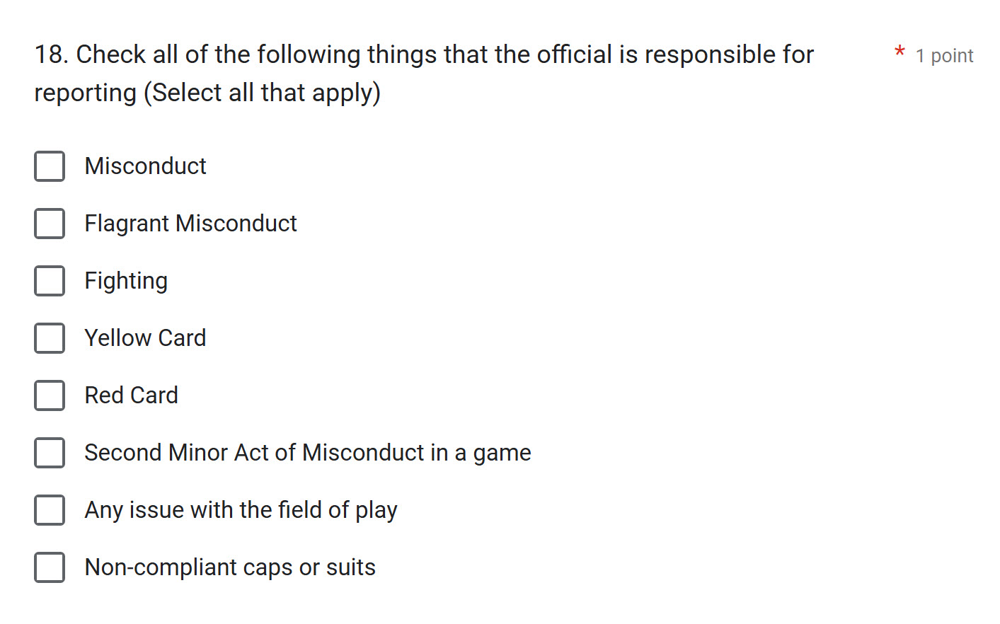 18. Check all of the following things that the official is responsible for * 1 point
reporting (Select all that apply)
Misconduct
Flagrant Misconduct
Fighting
Yellow Card
Red Card
Second Minor Act of Misconduct in a game
Any issue with the field of play
Non-compliant caps or suits